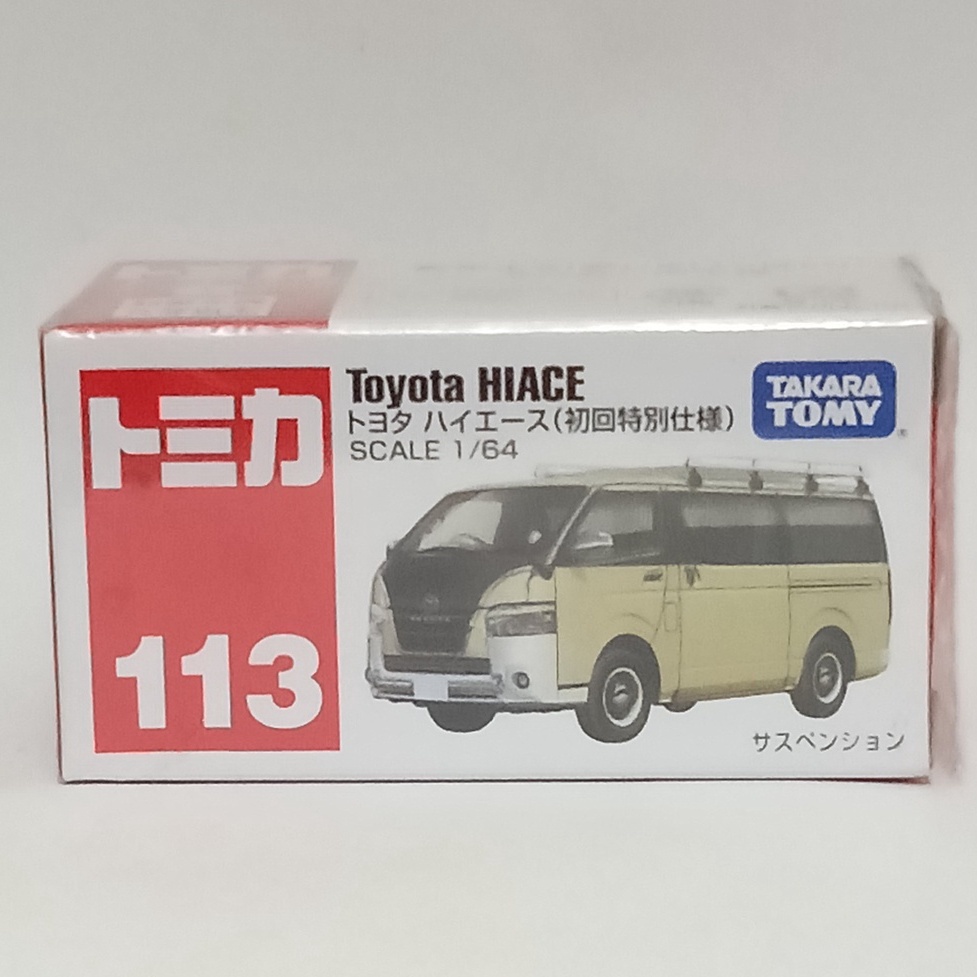 トミカ
113
Toyota HIACE
トヨタ ハイエース(初回特別仕様)
SCALE 1/64
TAKARA
TOMY
サスペンション